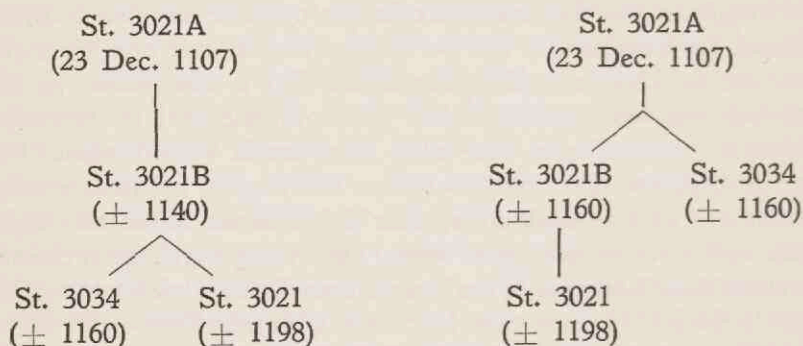 St. 3021A
(23 Dec. 1107)
St. 3021B
(± 1140)
St. 3034 St. 3021
(± 1160) (± 1198)
St. 3021A
(23 Dec. 1107)
St. 3021B St. 3034
(± 1160) (± 1160)
St. 3021
(± 1198)